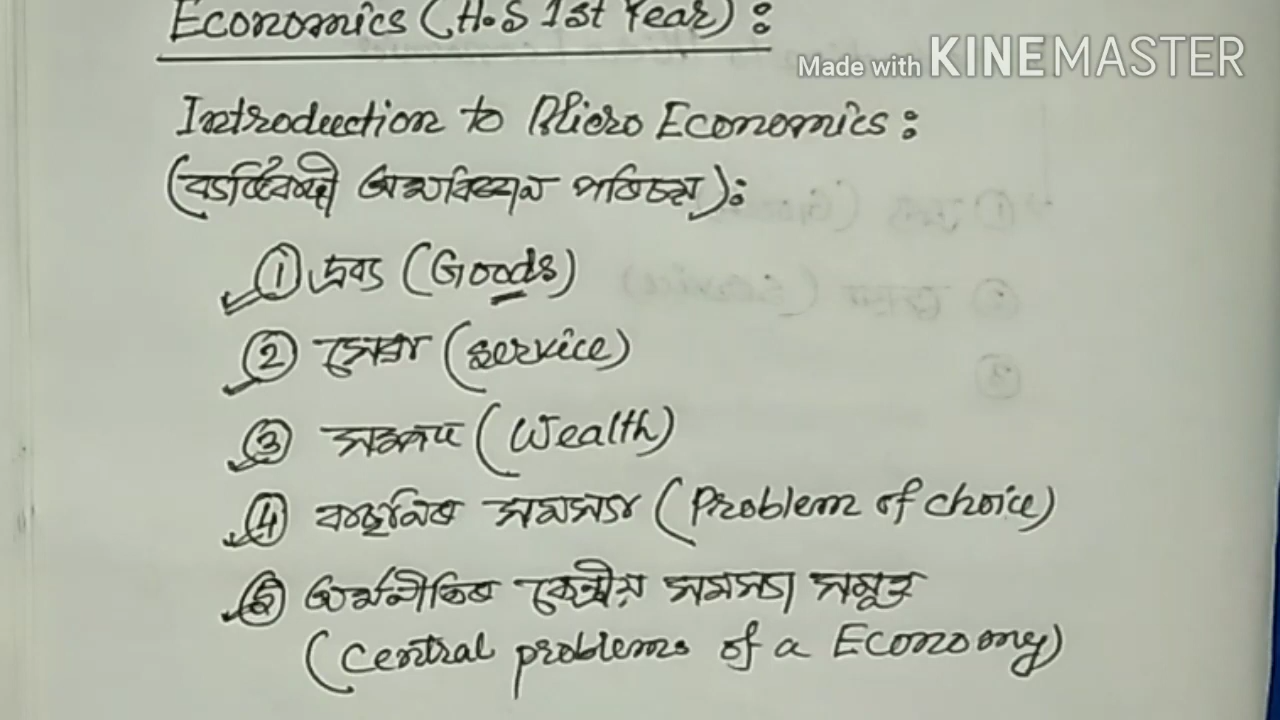 Economics (H.S 1st Year) :
Made with KINEMASTER
Introduction to Micro Economics :
(ব্যষ্টিবাদী অৰ্থবিজ্ঞান পৰিচয়) :
① দ্ৰব্য (Goods)
② সেৱা (Service)
③ সম্পদ (Wealth)
④ বাছনিৰ সমস্যা (Problem of choice)
⑤ অৰ্থনীতিৰ কেন্দ্ৰীয় সমস্যা সমূহ
(Central problems of a Economy)